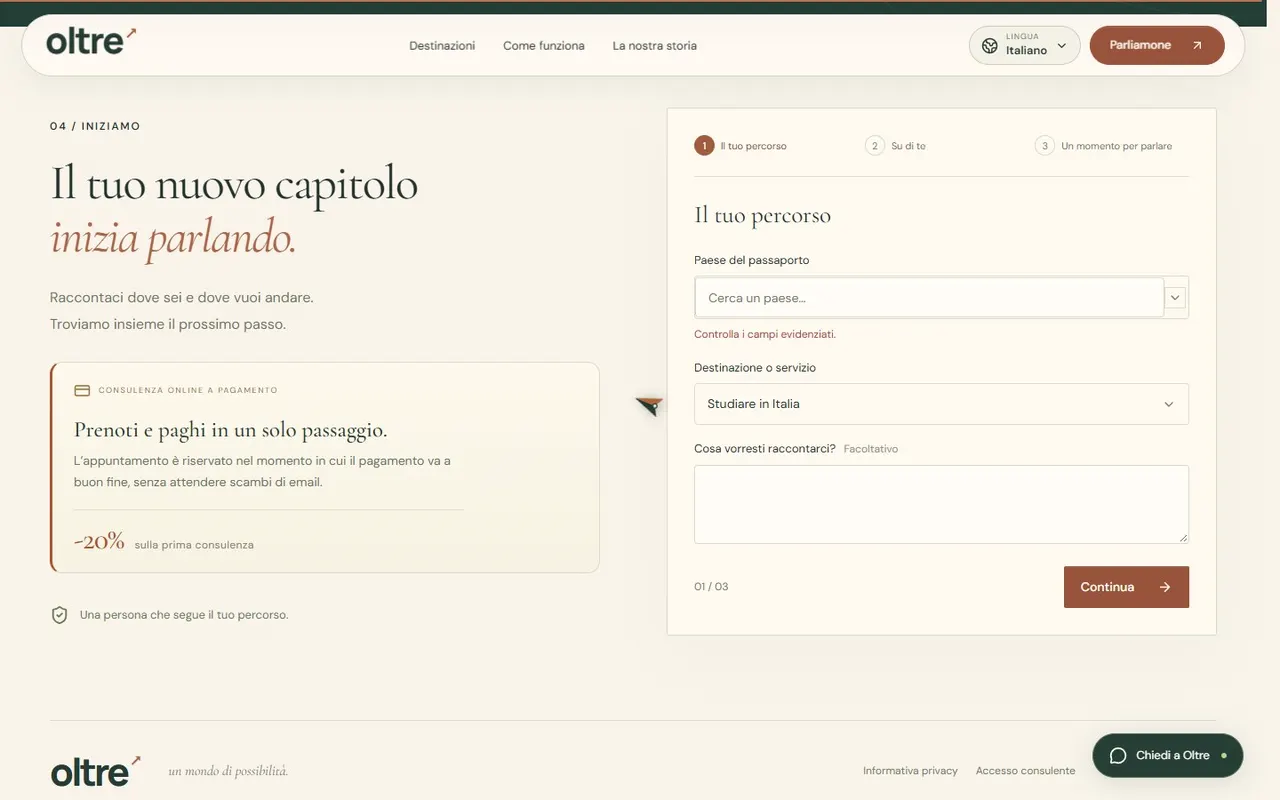 oltre
Destinazioni
Come funziona
La nostra storia
LINGUA
Italiano
Parliamone
04 / INIZIAMO
Il tuo nuovo capitolo
inizia parlando.
Raccontaci dove sei e dove vuoi andare.
Troviamo insieme il prossimo passo.
CONSULENZA ONLINE A PAGAMENTO
Prenoti e paghi in un solo passaggio.
L'appuntamento è riservato nel momento in cui il pagamento va a
buon fine, senza attendere scambi di email.
-20% sulla prima consulenza
Una persona che segue il tuo percorso.
1 Il tuo percorso
2 Su di te
3 Un momento per parlare
Il tuo percorso
Paese del passaporto
Cerca un paese…
Controlla i campi evidenziati.
Destinazione o servizio
Studiare in Italia
Cosa vorresti raccontarci? Facoltativo
01 / 03
Continua
oltre
un mondo di possibilità.
Informativa privacy
Accesso consulente
Chiedi a Oltre